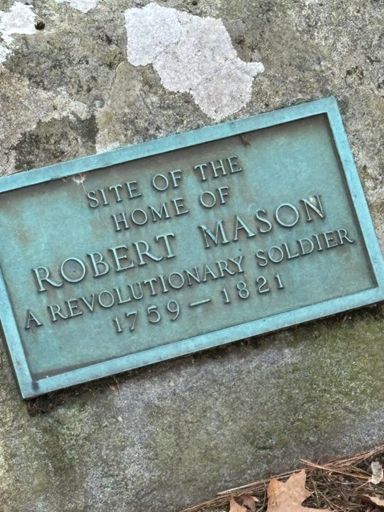 SITE OF THE
HOME OF
ROBERT MASON
A REVOLUTIONARY SOLDIER
1759 — 1821